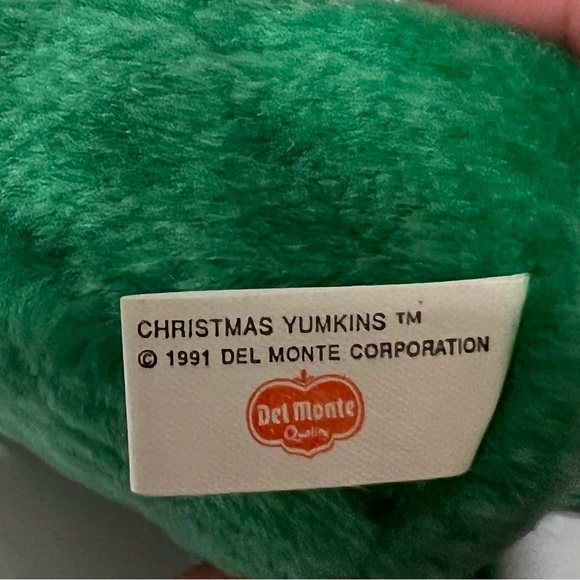 CHRISTMAS YUMKINS ™
© 1991 DEL MONTE CORPORATION
Del Monte
Quality